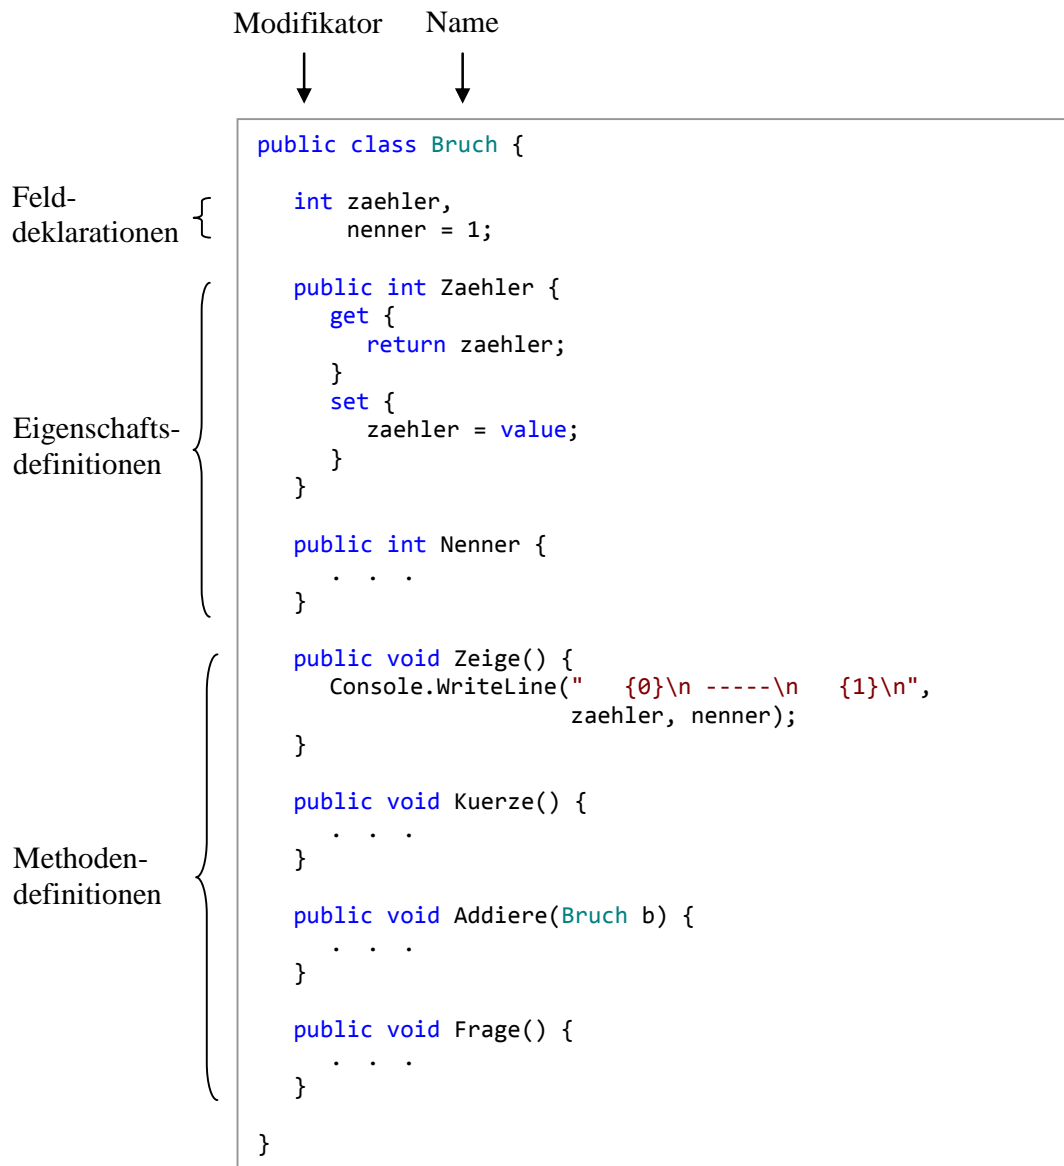 Modifikator Name
public class Bruch {
Feld-
deklarationen
int zaehler,
nenner = 1;
Eigenschafts-
definitionen
public int Zaehler {
get {
return zaehler;
}
set {
zaehler = value;
}
}
public int Nenner {
. . .
}
Methoden-
definitionen
public void Zeige() {
Console.WriteLine("   {0}\n -----\n   {1}\n",
zaehler, nenner);
}
public void Kuerze() {
. . .
}
public void Addiere(Bruch b) {
. . .
}
public void Frage() {
. . .
}
}